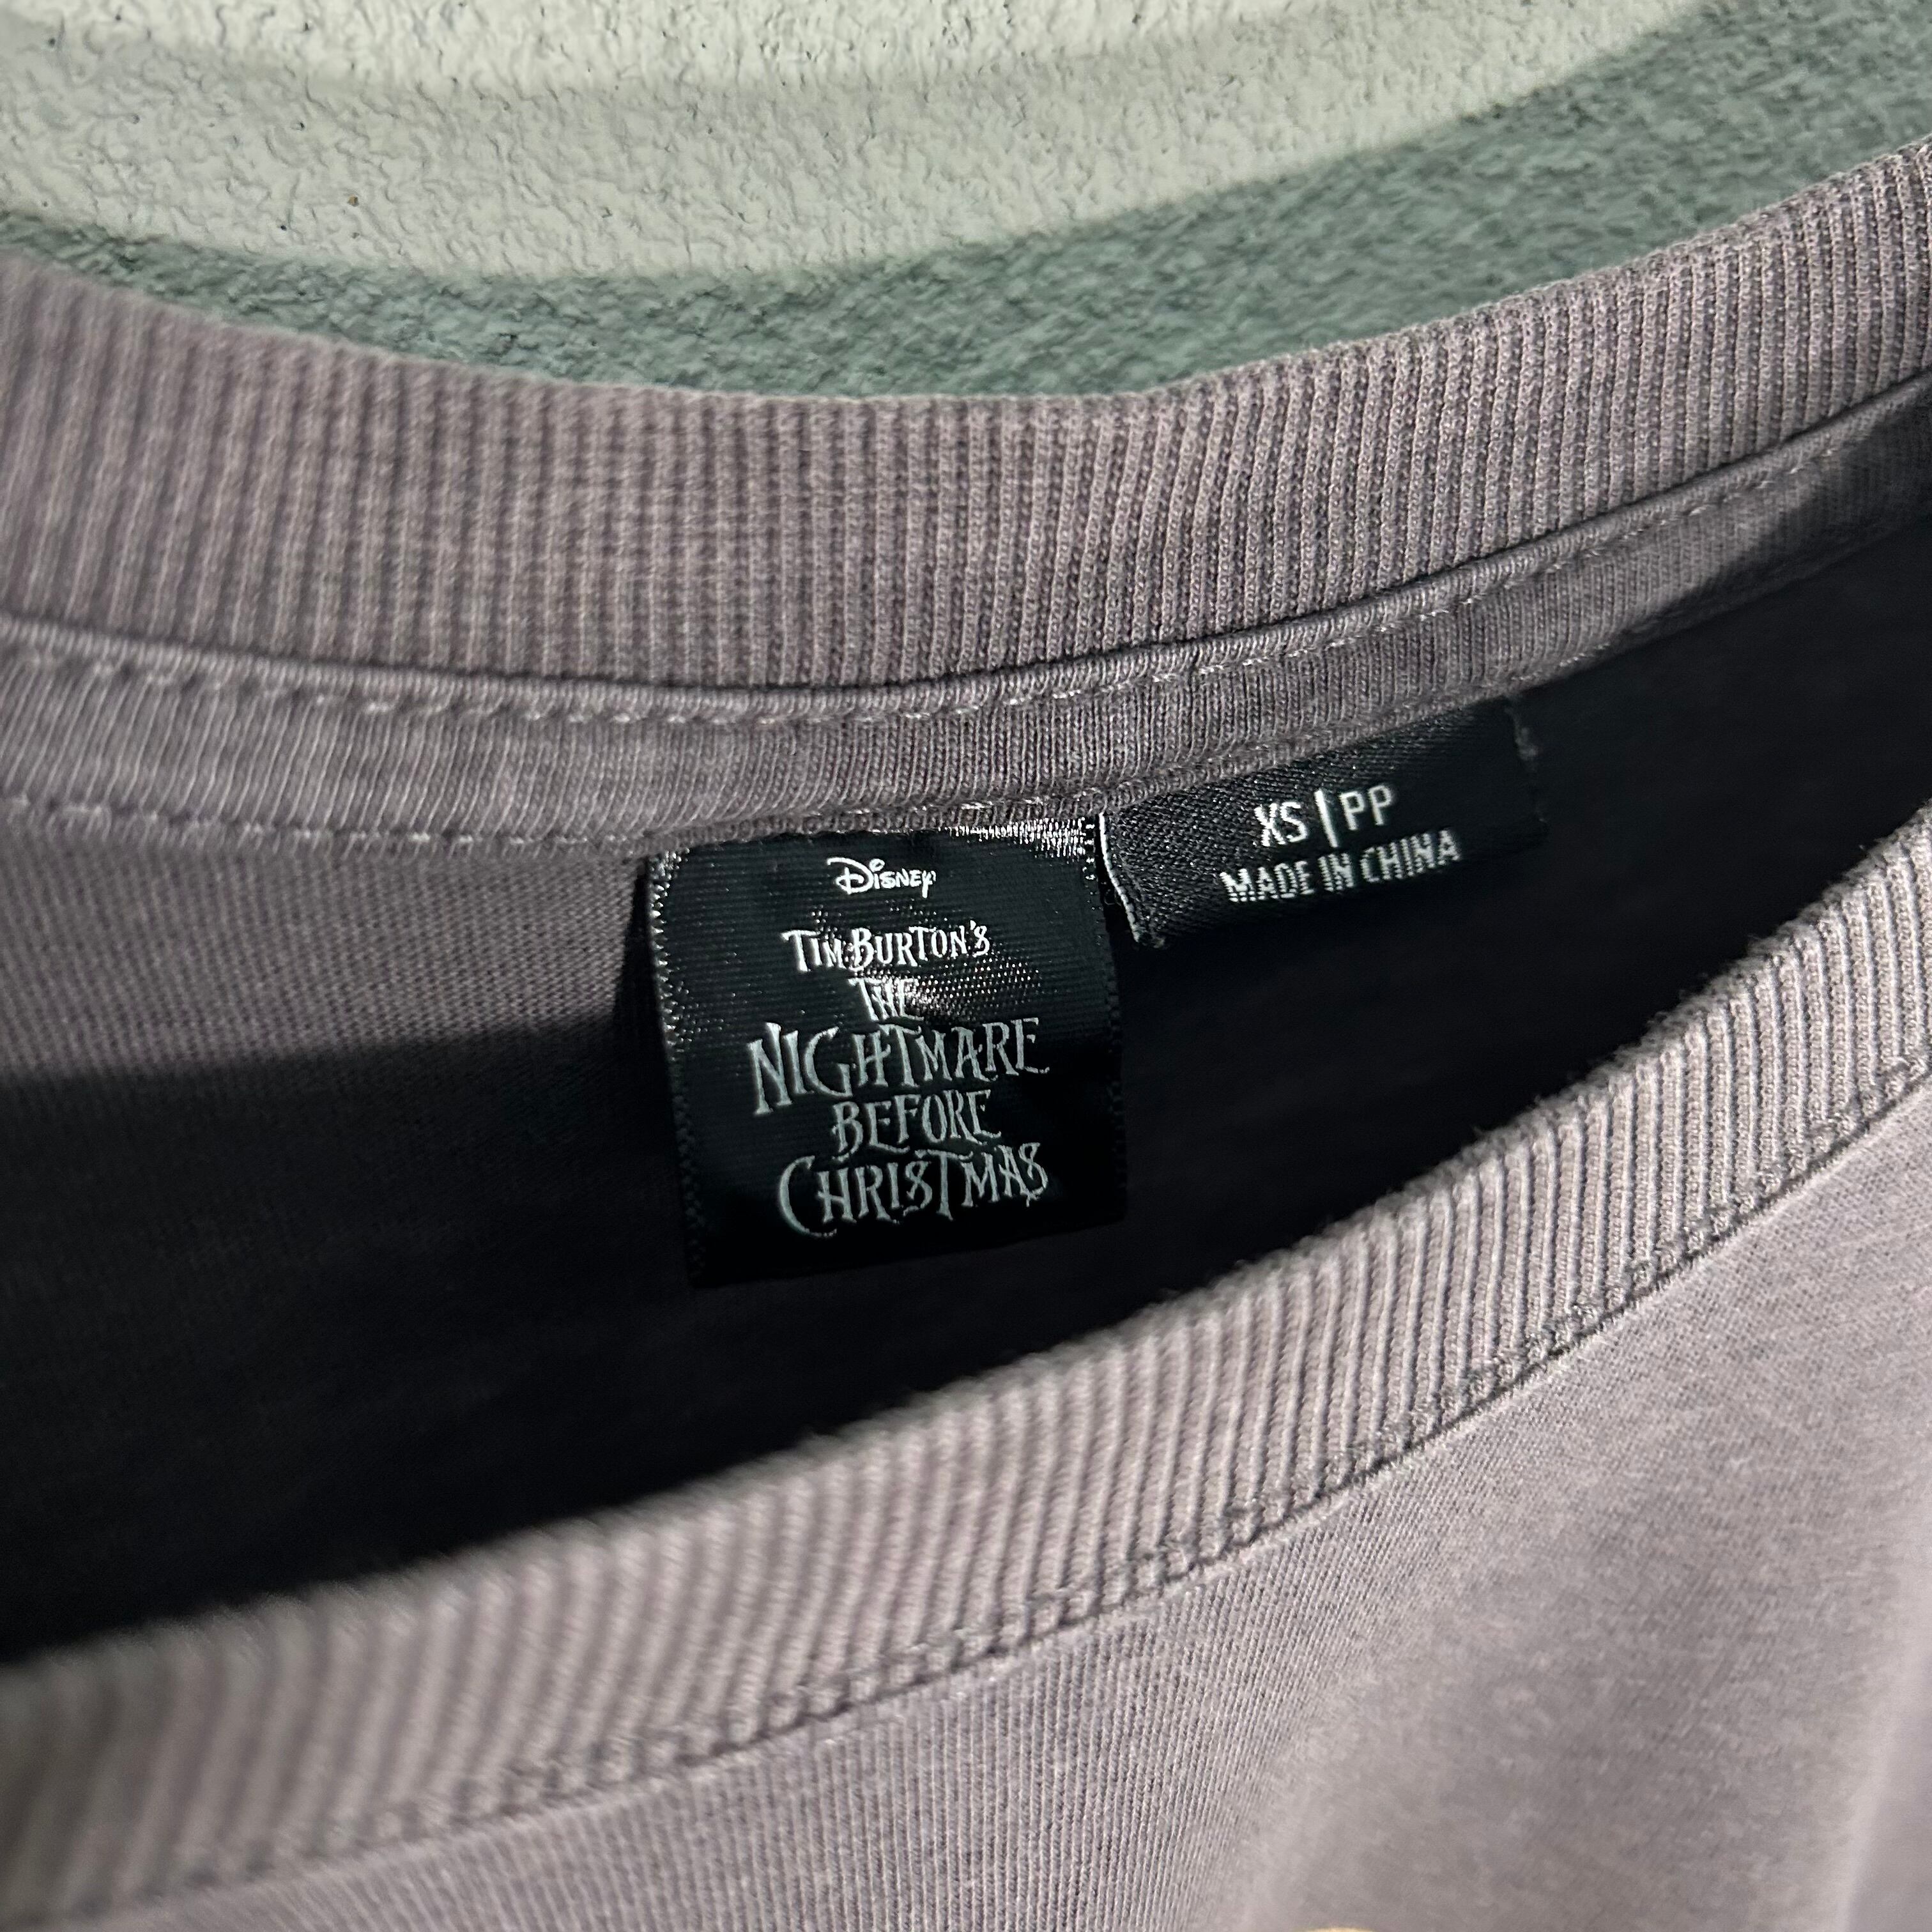 Disney
Tim Burton's
The
Nightmare
Before
Christmas
XS | PP
MADE IN CHINA